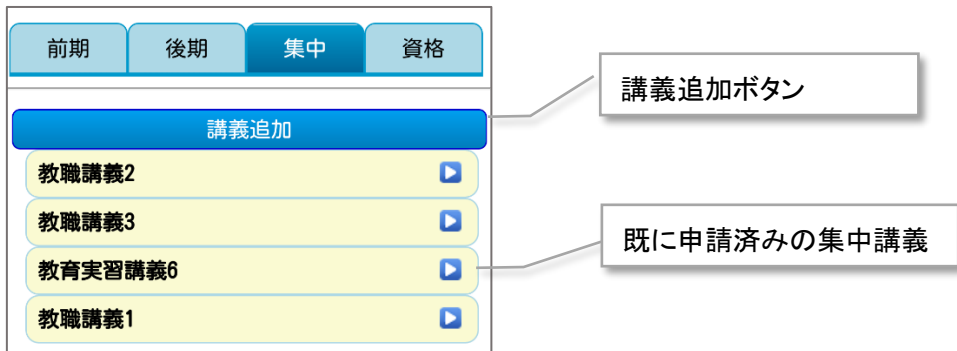 前期 後期 集中 資格
講義追加ボタン
講義追加
教職講義2
教職講義3
既に申請済みの集中講義
教育実習講義6
教職講義1